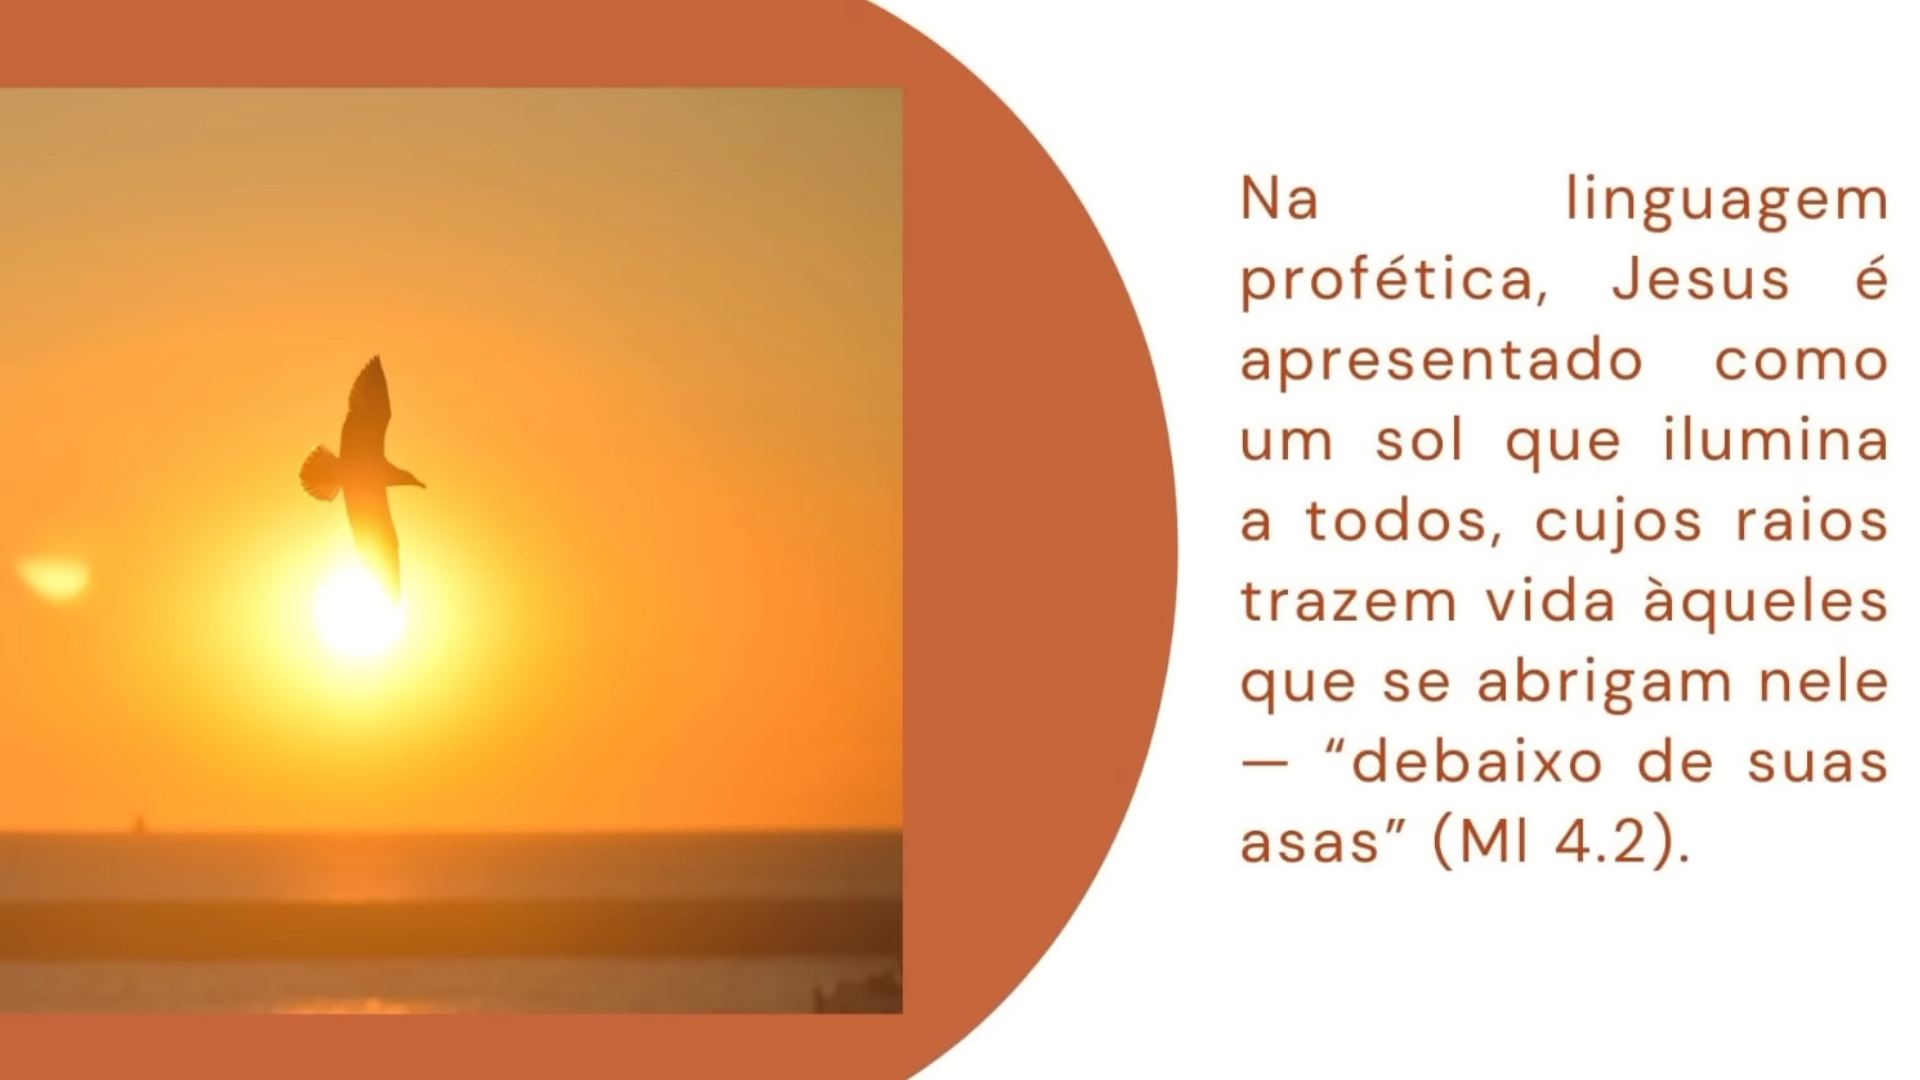 Na linguagem
profética, Jesus é
apresentado como
um sol que ilumina
a todos, cujos raios
trazem vida àqueles
que se abrigam nele
— “debaixo de suas
asas” (Ml 4.2).